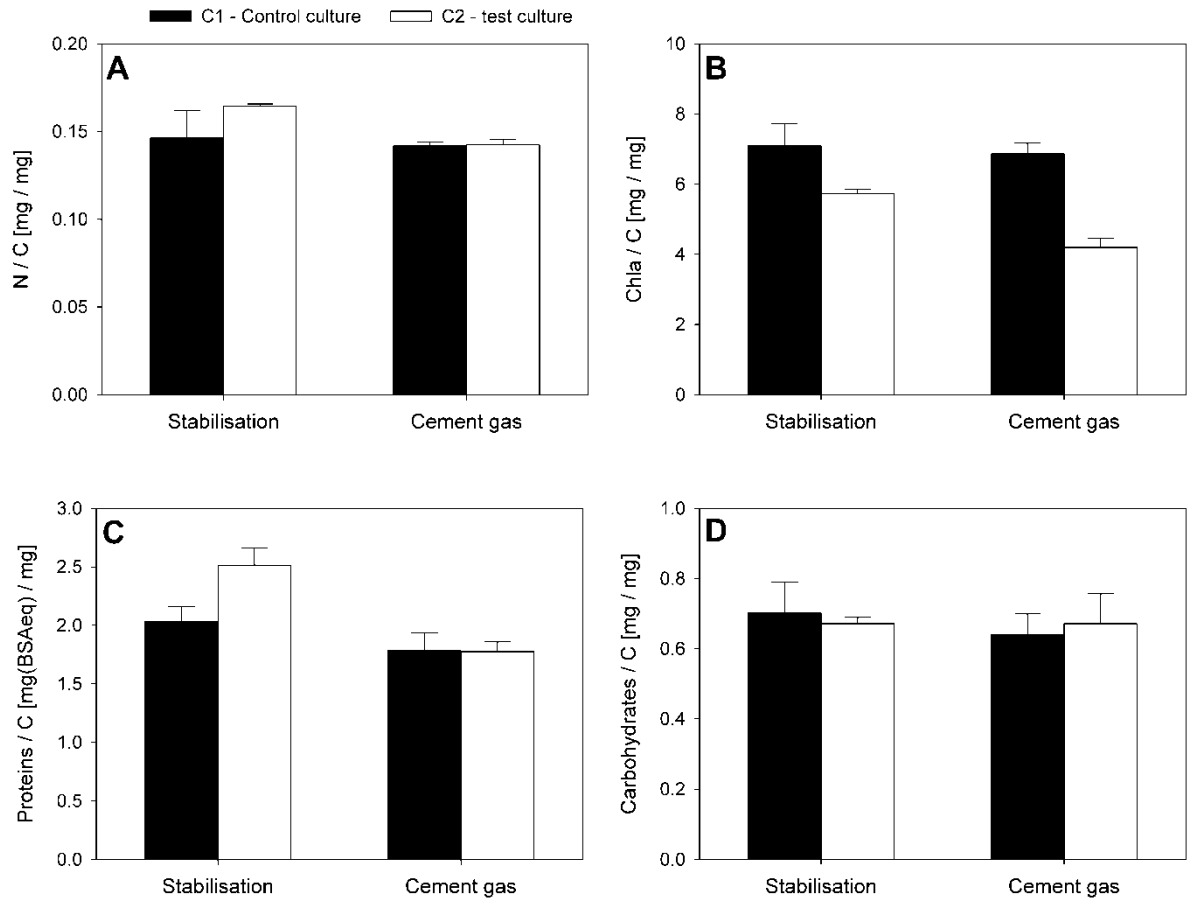 C1 - Control culture C2 - test culture
A
N / C [mg / mg]
0.20
0.15
0.10
0.05
0.00
Stabilisation Cement gas
B
Chla / C [mg / mg]
10
8
6
4
2
0
Stabilisation Cement gas
C
Proteins / C [mg(BSAeq) / mg]
3.0
2.5
2.0
1.5
1.0
0.5
0.0
Stabilisation Cement gas
D
Carbohydrates / C [mg / mg]
1.0
0.8
0.6
0.4
0.2
0.0
Stabilisation Cement gas